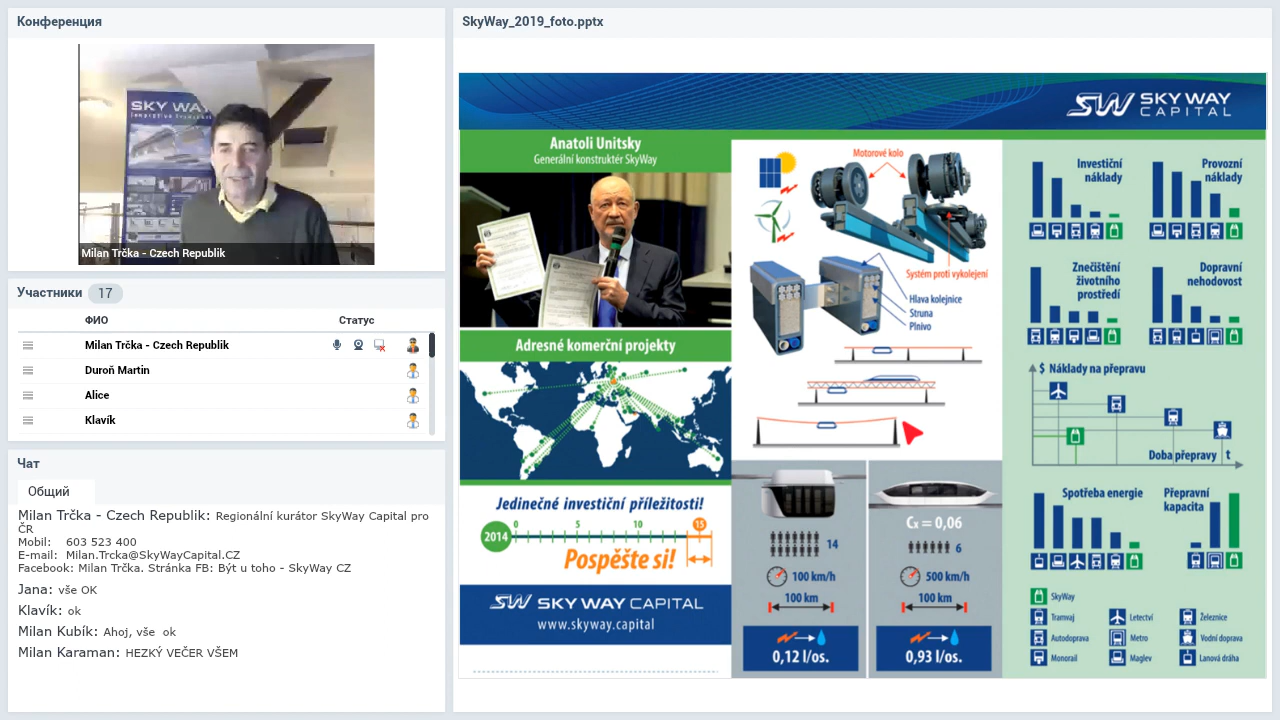 Конференция
SKY WAY
Milan Trčka - Czech Republik
Участники 17
ФИО Статус
Milan Trčka - Czech Republik
Duroň Martin
Alice
Klavík
Чат
Общий
Milan Trčka - Czech Republik: Regionální kurátor SkyWay Capital pro
ČR
Mobil: 603 523 400
E-mail: Milan.Trcka@SkyWayCapital.CZ
Facebook: Milan Trčka. Stránka FB: Být u toho - SkyWay CZ
Jana: vše OK
Klavík: ok
Milan Kubík: Ahoj, vše ok
Milan Karaman: HEZKÝ VEČER VŠEM
SkyWay_2019_foto.pptx
SW SKY WAY
CAPITAL
Anatoli Unitsky
Generální konstruktér SkyWay
Adresné komerční projekty
Jedinečné investiční příležitosti!
2014 0 5 10 15
Pospěšte si!
SW SKY WAY CAPITAL
www.skyway.capital
Motorové kolo
Systém proti vykolejení
Hlava kolejnice
Struna
Plnivo
14
100 km/h
100 km
0,12 l/os.
Cx = 0,06
6
500 km/h
100 km
0,93 l/os.
Investiční
náklady
Provozní
náklady
Znečištění
životního
prostředí
Dopravní
nehodovost
$ Náklady na přepravu
Doba přepravy t
Spotřeba energie
Přepravní
kapacita
SkyWay
Tramvaj Letectví Železnice
Autodoprava Metro Vodní doprava
Monorail Maglev Lanová dráha